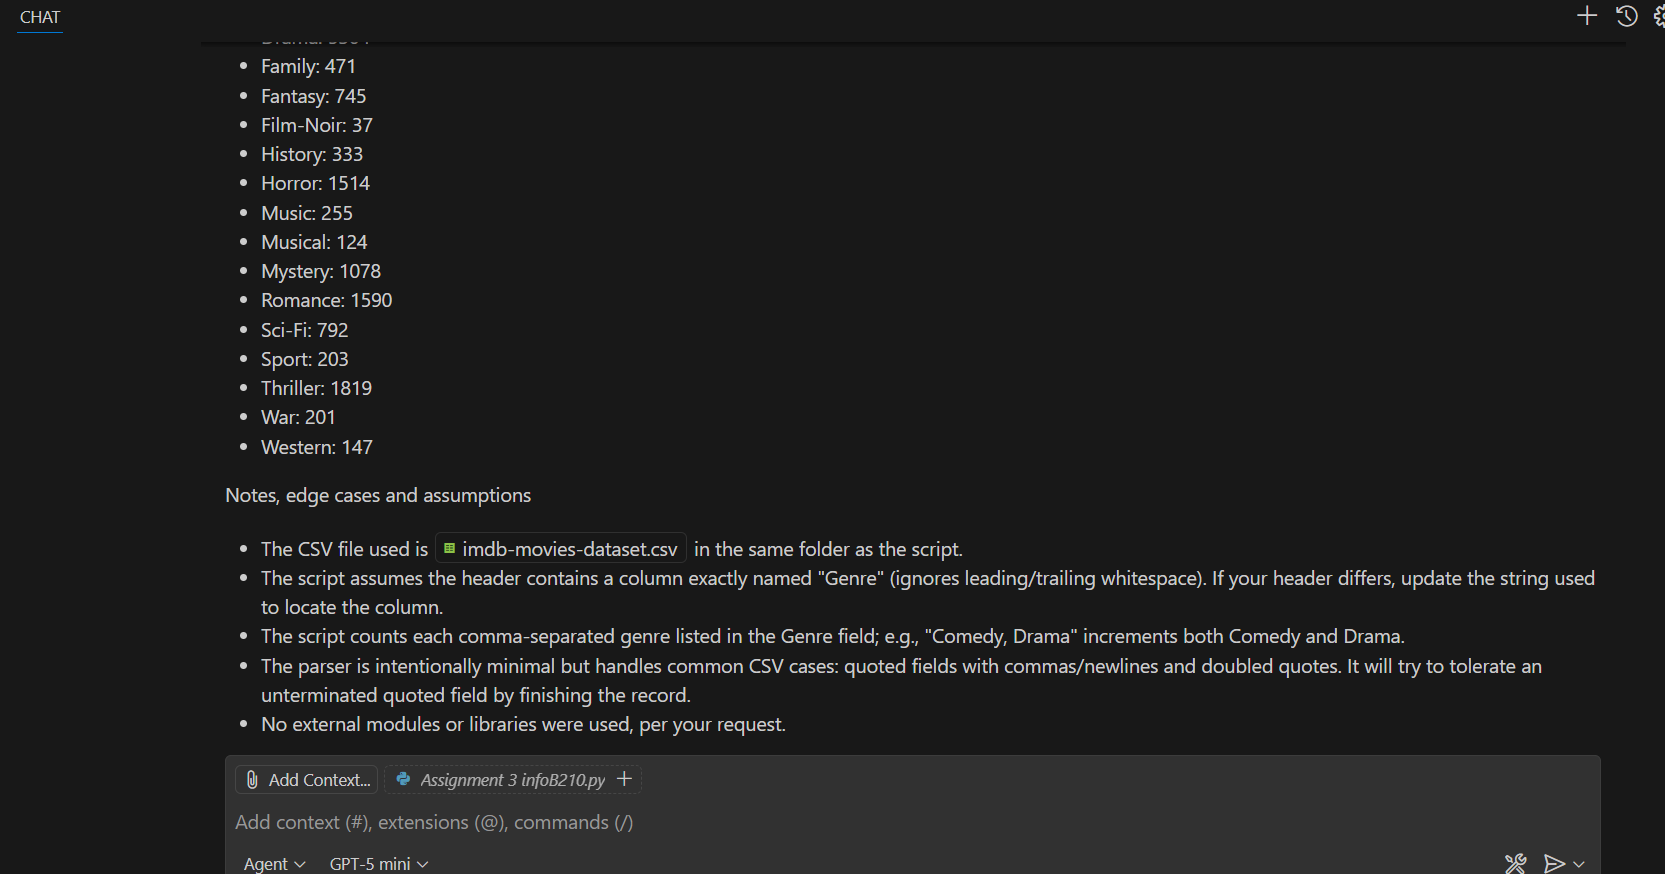 CHAT
Family: 471
Fantasy: 745
Film-Noir: 37
History: 333
Horror: 1514
Music: 255
Musical: 124
Mystery: 1078
Romance: 1590
Sci-Fi: 792
Sport: 203
Thriller: 1819
War: 201
Western: 147
Notes, edge cases and assumptions
The CSV file used is imdb-movies-dataset.csv in the same folder as the script.
The script assumes the header contains a column exactly named "Genre" (ignores leading/trailing whitespace). If your header differs, update the string used
to locate the column.
The script counts each comma-separated genre listed in the Genre field; e.g., "Comedy, Drama" increments both Comedy and Drama.
The parser is intentionally minimal but handles common CSV cases: quoted fields with commas/newlines and doubled quotes. It will try to tolerate an
unterminated quoted field by finishing the record.
No external modules or libraries were used, per your request.
Add Context... Assignment 3 infoB210.py
Add context (#), extensions (@), commands (/)
Agent GPT-5 mini